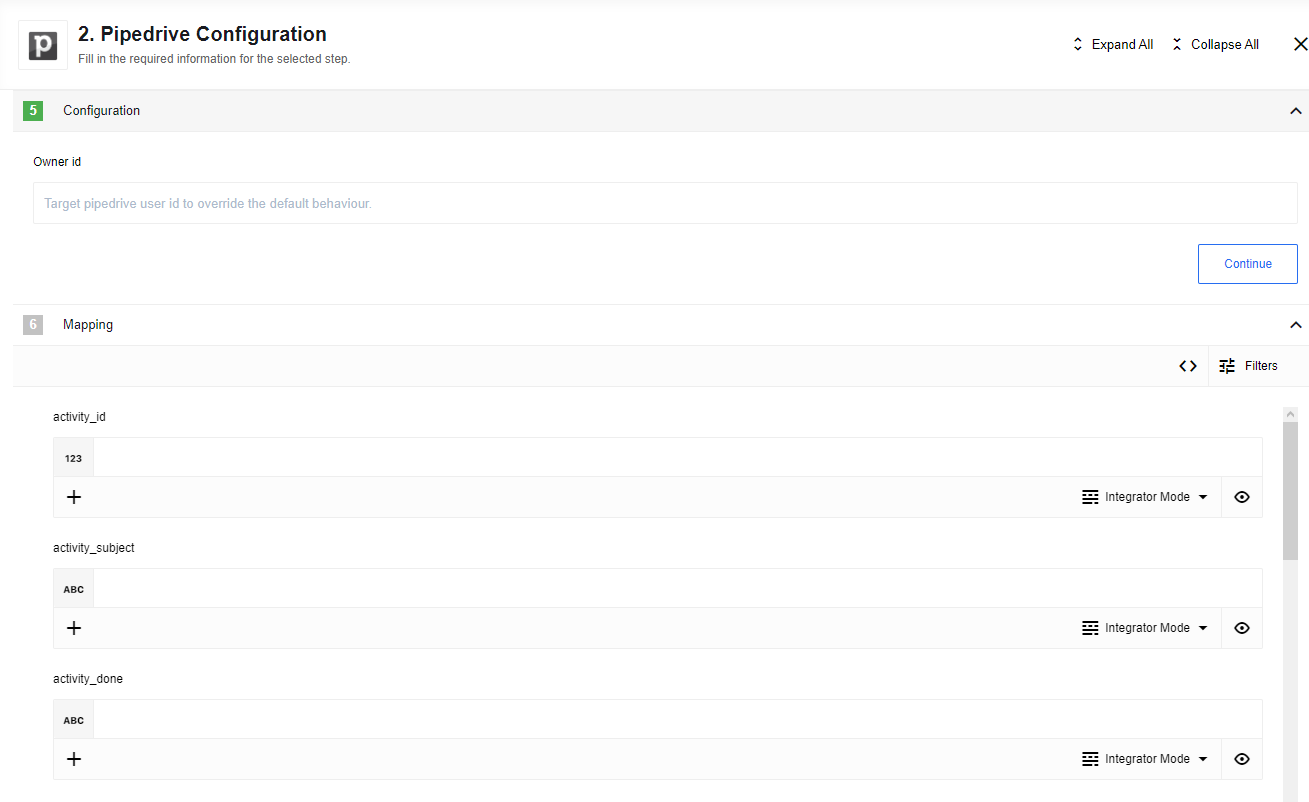 p
2. Pipedrive Configuration
Fill in the required information for the selected step.
Expand All
Collapse All
5
Configuration
Owner id
Target pipedrive user id to override the default behaviour.
Continue
6
Mapping
Filters
activity_id
123
Integrator Mode
activity_subject
ABC
Integrator Mode
activity_done
ABC
Integrator Mode